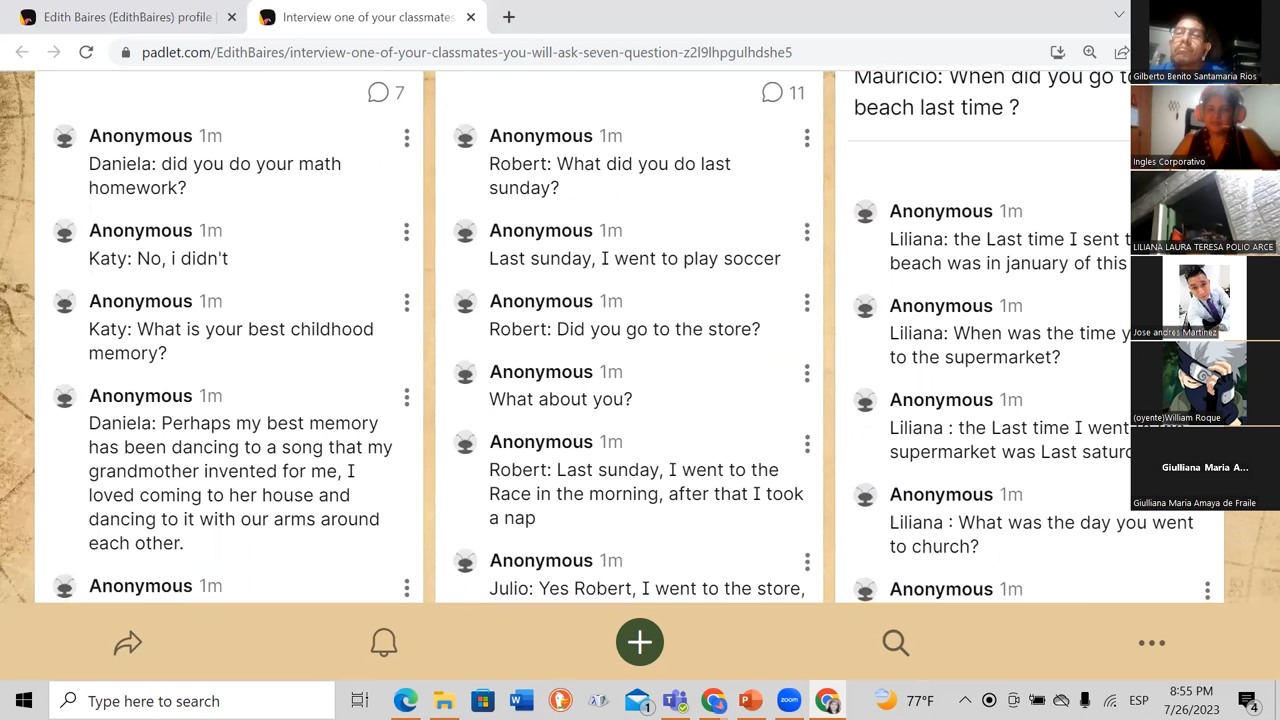 Edith Baires (EdithBaires) profile |
Interview one of your classmates
padlet.com/EdithBaires/interview-one-of-your-classmates-you-will-ask-seven-question-z2l9lhpgulhdshe5
7
Anonymous 1m
Daniela: did you do your math
homework?
Anonymous 1m
Katy: No, i didn't
Anonymous 1m
Katy: What is your best childhood
memory?
Anonymous 1m
Daniela: Perhaps my best memory
has been dancing to a song that my
grandmother invented for me, I
loved coming to her house and
dancing to it with our arms around
each other.
Anonymous 1m
11
Anonymous 1m
Robert: What did you do last
sunday?
Anonymous 1m
Last sunday, I went to play soccer
Anonymous 1m
Robert: Did you go to the store?
Anonymous 1m
What about you?
Anonymous 1m
Robert: Last sunday, I went to the
Race in the morning, after that I took
a nap
Anonymous 1m
Julio: Yes Robert, I went to the store,
Mauricio: When did you go to
beach last time ?
Anonymous 1m
Liliana: the Last time I sent
beach was in january of this
Anonymous 1m
Liliana: When was the time
to the supermarket?
Anonymous 1m
Liliana : the Last time I went
supermarket was Last
Anonymous 1m
Liliana : What was the day you went
to church?
Anonymous 1m
Gilberto Benito Santamaria Rios
Ingles Corporativo
LILIANA LAURA TERESA POLIO ARCE
Jose andres Martinez
(oyente)William Roque
Giulliana Maria A...
Giulliana Maria Amaya de Fraile
Type here to search
1
zoom
77°F
ESP
8:55 PM
7/26/2023
4